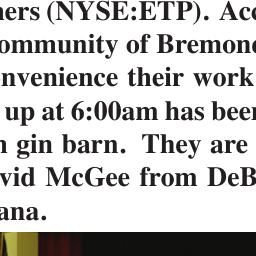 ners (NYSE:ETP). Acc
ommunity of Bremond
nvenience their work
up at 6:00am has been
n gin barn. They are
vid McGee from DeB
ana.